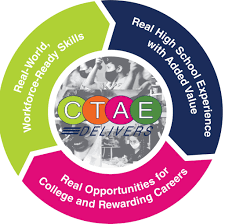 Real-World,
Workforce-Ready Skills
Real High School Experience
with Added Value
CTAE
DELIVERS
Real Opportunities for
College and Rewarding Careers